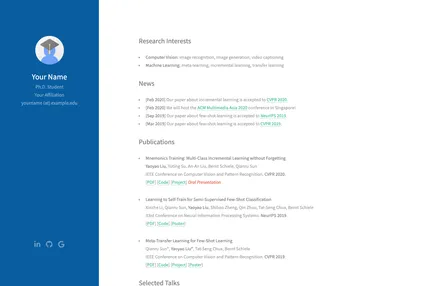 Your Name
Ph.D. Student
Your Affiliation
yourname (at) example.edu
Research Interests
Computer Vision: image recognition, image generation, video captioning
Machine Learning: meta learning, incremental learning, transfer learning
News
[Feb 2020] Our paper about incremental learning is accepted to CVPR 2020.
[Feb 2020] We will host the ACM Multimedia Asia 2020 conference in Singapore!
[Sep 2019] Our paper about few-shot learning is accepted to NeurIPS 2019.
[Mar 2019] Our paper about few-shot learning is accepted to CVPR 2019.
Publications
Mnemonics Training: Multi-Class Incremental Learning without Forgetting
Yaoyao Liu, Yuting Su, An-An Liu, Bernt Schiele, Qianru Sun
IEEE Conference on Computer Vision and Pattern Recognition, CVPR 2020.
[PDF] [Code] [Project] Oral Presentation
Learning to Self-Train for Semi-Supervised Few-Shot Classification
Xinzhe Li, Qianru Sun, Yaoyao Liu, Shibao Zheng, Qin Zhou, Tat-Seng Chua, Bernt Schiele
33rd Conference on Neural Information Processing Systems, NeurIPS 2019.
[PDF] [Code] [Poster]
Meta-Transfer Learning for Few-Shot Learning
Qianru Sun*, Yaoyao Liu*, Tat-Seng Chua, Bernt Schiele
IEEE Conference on Computer Vision and Pattern Recognition, CVPR 2019.
[PDF] [Code] [Project] [Poster]
Selected Talks